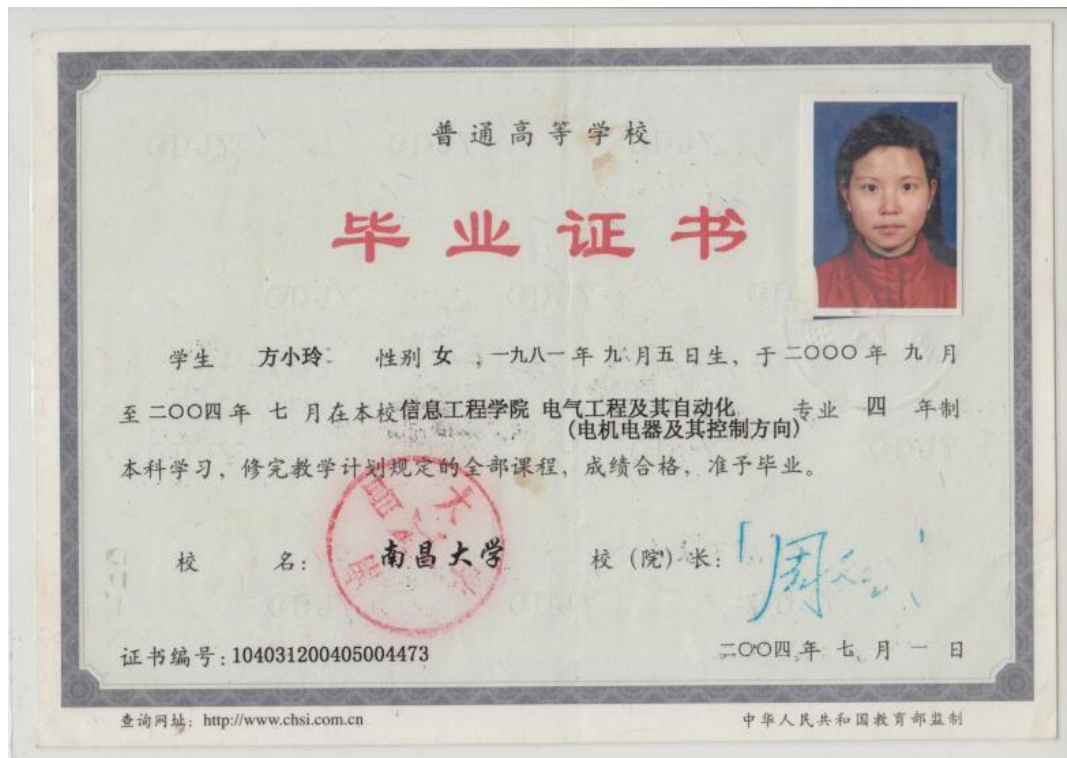 普通高等学校
毕业证书
学生 方小玲 性别 女 ，一九八一年 九 月五 日生，于二〇〇〇年 九 月
至二〇〇四年 七 月在本校信息工程学院 电气工程及其自动化 专业 四 年制
(电机电器及其控制方向)
本科学习，修完教学计划规定的全部课程，成绩合格，准予毕业。
校 名：南昌大学 校（院）长：
证书编号：104031200405004473 二〇〇四年 七 月 一 日
查询网址：http://www.chsi.com.cn 中华人民共和国教育部监制